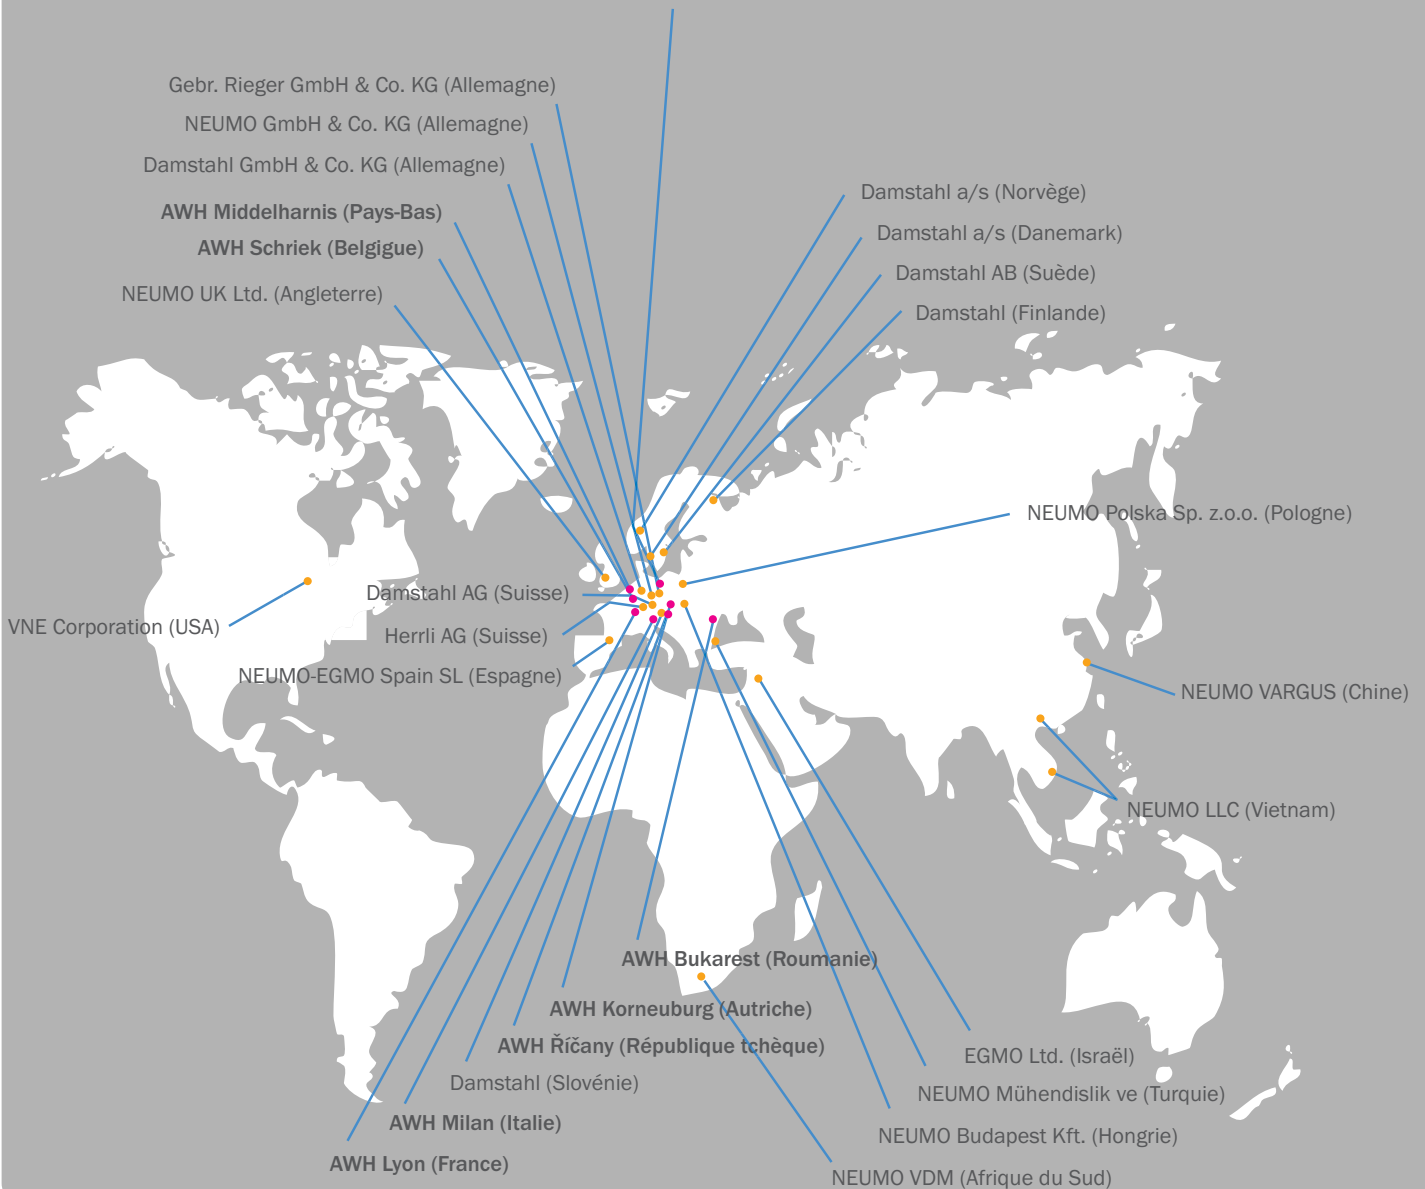 Gebr. Rieger GmbH & Co. KG (Allemagne)
NEUMO GmbH & Co. KG (Allemagne)
Damstahl GmbH & Co. KG (Allemagne)
AWH Middelharnis (Pays-Bas)
AWH Schriek (Belgigue)
NEUMO UK Ltd. (Angleterre)
Damstahl a/s (Norvège)
Damstahl a/s (Danemark)
Damstahl AB (Suède)
Damstahl (Finlande)
NEUMO Polska Sp. z.o.o. (Pologne)
Damstahl AG (Suisse)
VNE Corporation (USA)
Herrli AG (Suisse)
NEUMO-EGMO Spain SL (Espagne)
NEUMO VARGUS (Chine)
NEUMO LLC (Vietnam)
AWH Bukarest (Roumanie)
AWH Korneuburg (Autriche)
AWH Říčany (République tchèque)
Damstahl (Slovénie)
AWH Milan (Italie)
AWH Lyon (France)
EGMO Ltd. (Israël)
NEUMO Mühendislik ve (Turquie)
NEUMO Budapest Kft. (Hongrie)
NEUMO VDM (Afrique du Sud)